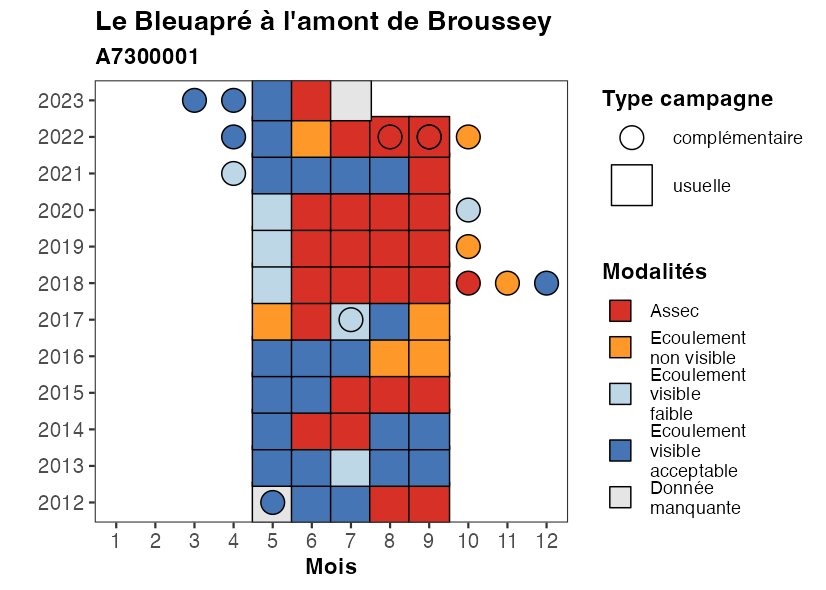 Le Bleuapré à l'amont de Broussey
A7300001
2023
2022
2021
2020
2019
2018
2017
2016
2015
2014
2013
2012
1 2 3 4 5 6 7 8 9 10 11 12
Mois
Type campagne
complémentaire
usuelle
Modalités
Assec
Ecoulement
non visible
Ecoulement
visible
faible
Ecoulement
visible
acceptable
Donnée
manquante